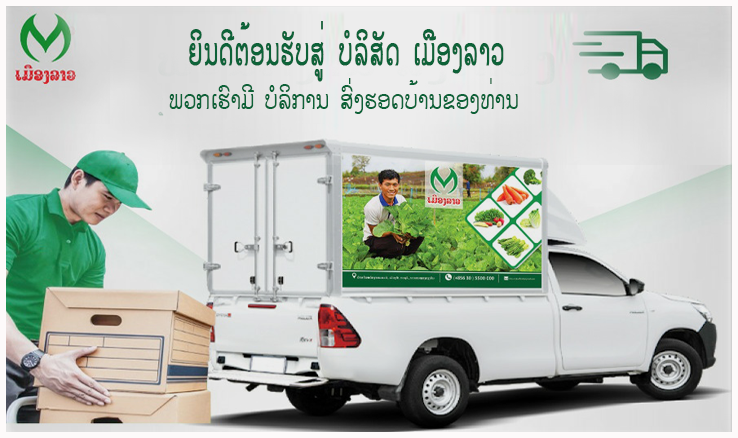 ເມືອງລາວ
ຍິນດີຕ້ອນຮັບສູ່ ບໍລິສັດ ເມືອງລາວ
ພວກເຮົາມີ ບໍລິການ ສົ່ງຮອດບ້ານຂອງທ່ານ
ເມືອງລາວ